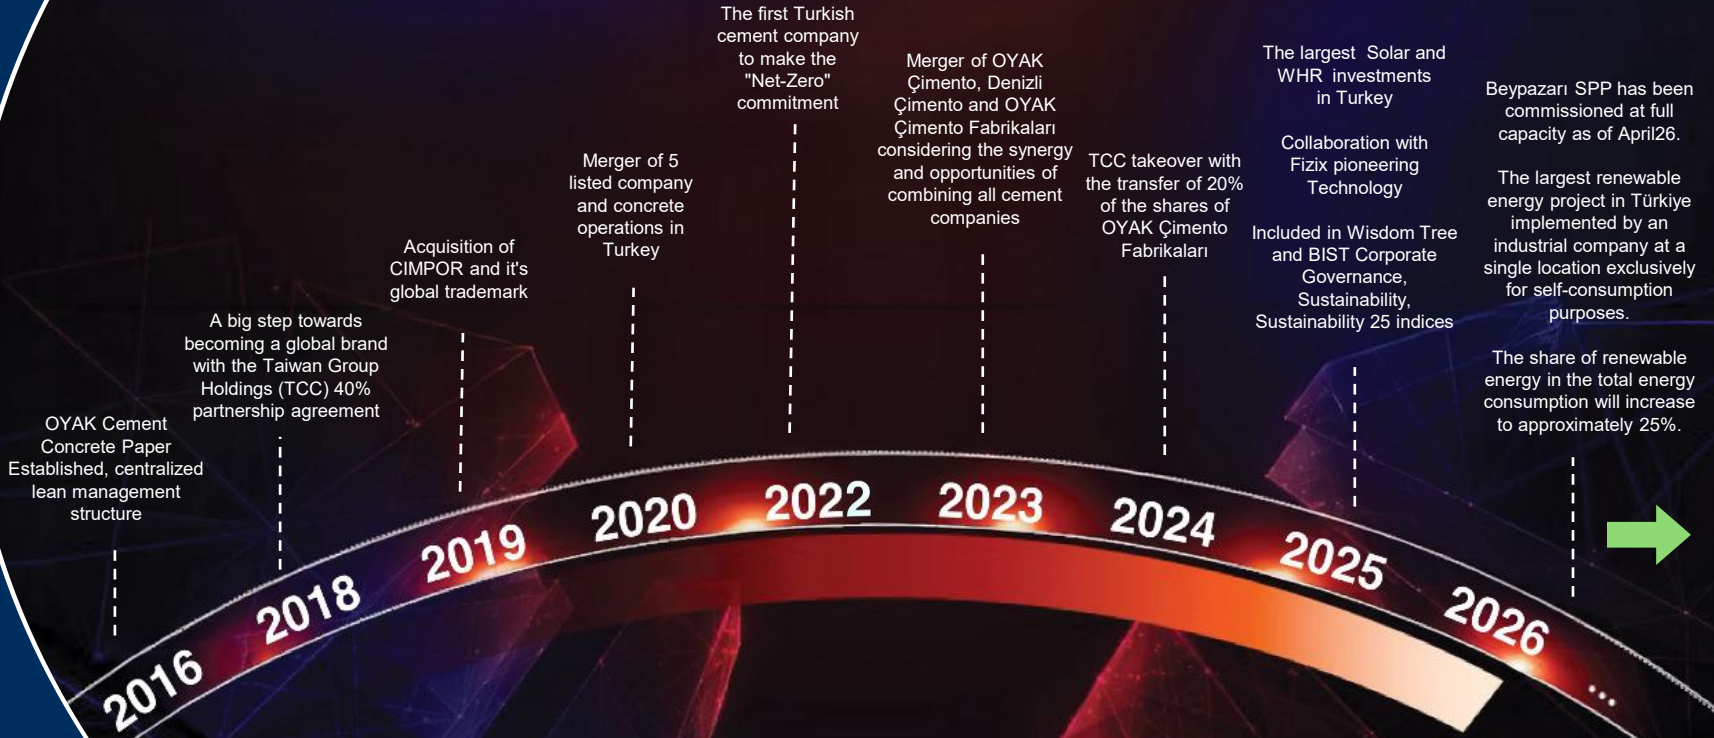 OYAK Cement
Concrete Paper
Established, centralized
lean management
structure
2016
A big step towards
becoming a global brand
with the Taiwan Group
Holdings (TCC) 40%
partnership agreement
2018
Acquisition of
CIMPOR and it's
global trademark
2019
Merger of 5
listed company
and concrete
operations in
Turkey
2020
The first Turkish
cement company
to make the
"Net-Zero"
commitment
2022
Merger of OYAK
Çimento, Denizli
Çimento and OYAK
Çimento Fabrikaları
considering the synergy
and opportunities of
combining all cement
companies
2023
TCC takeover with
the transfer of 20%
of the shares of
OYAK Çimento
Fabrikaları
2024
The largest Solar and
WHR investments
in Turkey
Collaboration with
Fizix pioneering
Technology
Included in Wisdom Tree
and BIST Corporate
Governance,
Sustainability,
Sustainability 25 indices
2025
Beypazarı SPP has been
commissioned at full
capacity as of April26.
The largest renewable
energy project in Türkiye
implemented by an
industrial company at a
single location exclusively
for self-consumption
purposes.
The share of renewable
energy in the total energy
consumption will increase
to approximately 25%.
2026
...